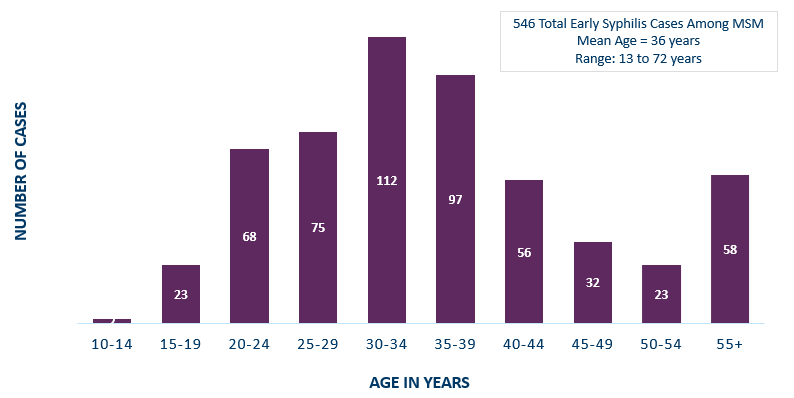 546 Total Early Syphilis Cases Among MSM
Mean Age = 36 years
Range: 13 to 72 years
NUMBER OF CASES
112
97
75
68
58
56
32
23
23
10-14 15-19 20-24 25-29 30-34 35-39 40-44 45-49 50-54 55+
AGE IN YEARS